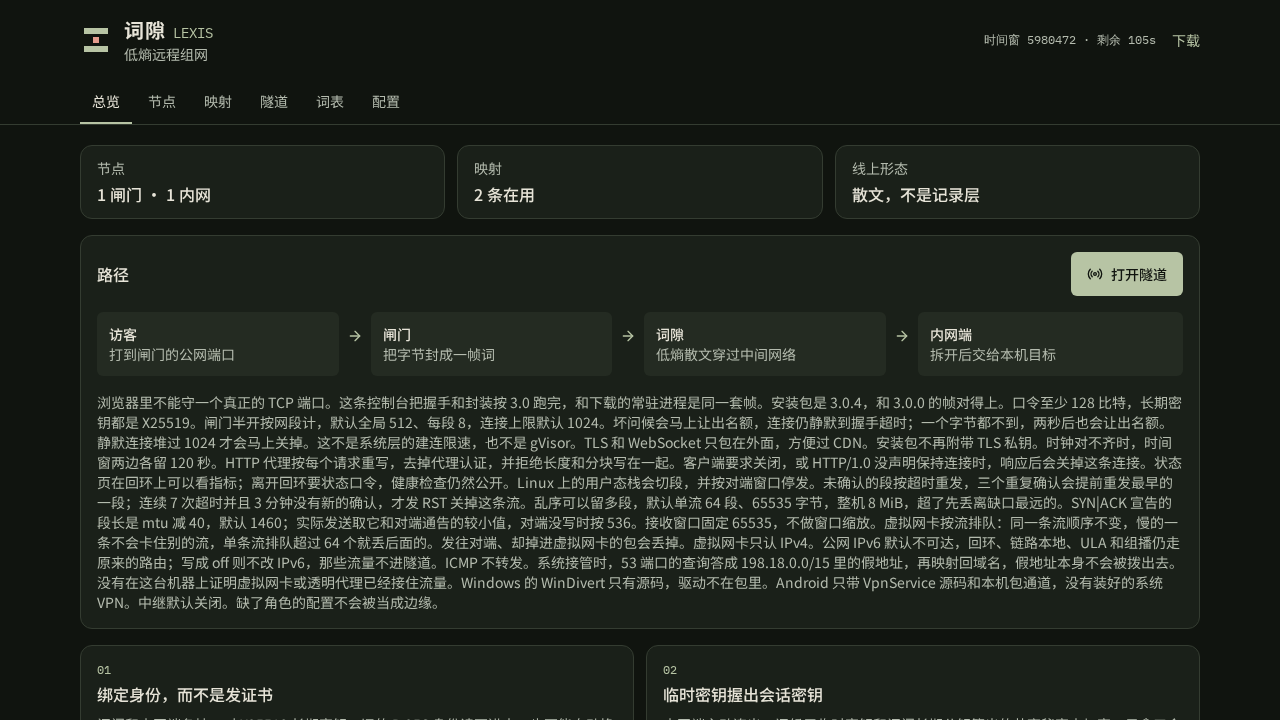 词隙 LEXIS
低熵远程组网
时间窗 5980472 · 剩余 105s 下载
总览 节点 映射 隧道 词表 配置
节点
1 闸门 · 1 内网
映射
2 条在用
线上形态
散文，不是记录层
路径
打开隧道
访客
打到闸门的公网端口
闸门
把字节封成一帧词
词隙
低熵散文穿过中间网络
内网端
拆开后交给本机目标
浏览器里不能守一个真正的 TCP 端口。这条控制台把握手和封装按 3.0 跑完，和下载的常驻进程是同一套帧。安装包是 3.0.4，和 3.0.0 的帧对得上。口令至少 128 比特，长期密
钥都是 X25519。闸门半开按网段计，默认全局 512、每段 8，连接上限默认 1024。坏问候会马上让出名额，连接仍静默到握手超时；一个字节都不到，两秒后也会让出名额。
静默连接堆过 1024 才会马上关掉。这不是系统层的建连限速，也不是 gVisor。TLS 和 WebSocket 只包在外面，方便过 CDN。安装包不再附带 TLS 私钥。时钟对不齐时，时间
窗两边各留 120 秒。HTTP 代理按每个请求重写，去掉代理认证，并拒绝长度和分块写在一起。客户端要求关闭，或 HTTP/1.0 没声明保持连接时，响应后会关掉这条连接。状态
页在回环上可以看指标；离开回环要状态口令，健康检查仍然公开。Linux 上的用户态栈会切段，并按对端窗口停发。未确认的段按超时重发，三个重复确认会提前重发最早的
一段；连续 7 次超时并且 3 分钟没有新的确认，才发 RST 关掉这条流。乱序可以留多段，默认单流 64 段、65535 字节，整机 8 MiB，超了先丢离缺口最远的。SYN|ACK 宣告的
段长是 mtu 减 40，默认 1460；实际发送取它和对端通告的较小值，对端没写时按 536。接收窗口固定 65535，不做窗口缩放。虚拟网卡按流排队：同一条流顺序不变，慢的一
条不会卡住别的流，单条流排队超过 64 个就丢后面的。发往对端、却掉进虚拟网卡的包会丢掉。虚拟网卡只认 IPv4。公网 IPv6 默认不可达，回环、链路本地、ULA 和组播仍走
原来的路由；写成 off 则不改 IPv6，那些流量不进隧道。ICMP 不转发。系统接管时，53 端口的查询答成 198.18.0.0/15 里的假地址，再映射回域名，假地址本身不会被拨出去。
没有在这台机器上证明虚拟网卡或透明代理已经接住流量。Windows 的 WinDivert 只有源码，驱动不在包里。Android 只带 VpnService 源码和本机包通道，没有装好的系统
VPN。中继默认关闭。缺了角色的配置不会被当成边缘。
01
绑定身份，而不是发证书
02
临时密钥握出会话密钥